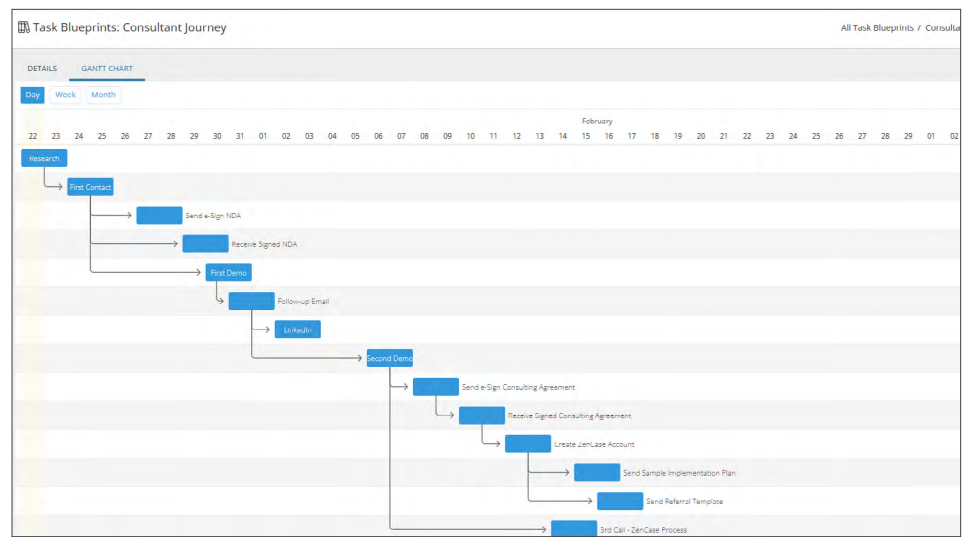 Task Blueprints: Consultant Journey
All Task Blueprints / Consulta
DETAILS GANTT CHART
Day Week Month
February
22 23 24 25 26 27 28 29 30 31 01 02 03 04 05 06 07 08 09 10 11 12 13 14 15 16 17 18 19 20 21 22 23 24 25 26 27 28 29 01 02
Research
First Contact
Send e-Sign NDA
Receive Signed NDA
First Demo
Follow-up Email
LinkedIn
Second Demo
Send e-Sign Consulting Agreement
Receive Signed Consulting Agreement
Create ZenCase Account
Send Sample Implementation Plan
Send Referral Template
3rd Call - ZenCase Process